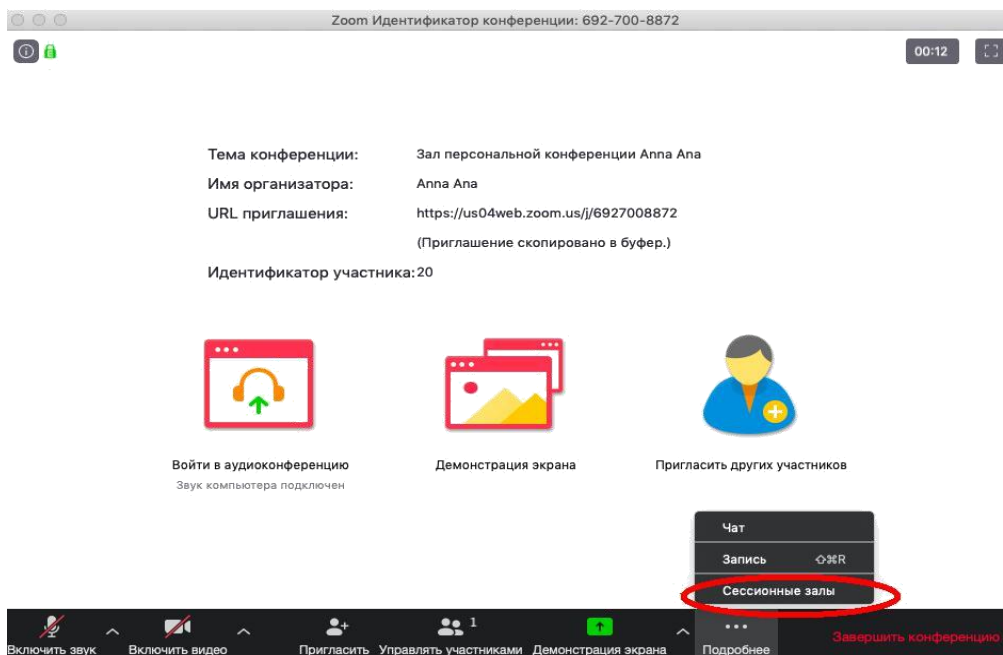 Zoom Идентификатор конференции: 692-700-8872
00:12
Тема конференции: Зал персональной конференции Anna Ana
Имя организатора: Anna Ana
URL приглашения: https://us04web.zoom.us/j/6927008872
(Приглашение скопировано в буфер.)
Идентификатор участника: 20
Войти в аудиоконференцию
Звук компьютера подключен
Демонстрация экрана
Пригласить других участников
Чат
Запись ⇧⌘R
Сессионные залы
Включить звук
Включить видео
Пригласить
Управлять участниками 1
Демонстрация экрана
Подробнее
Завершить конференцию